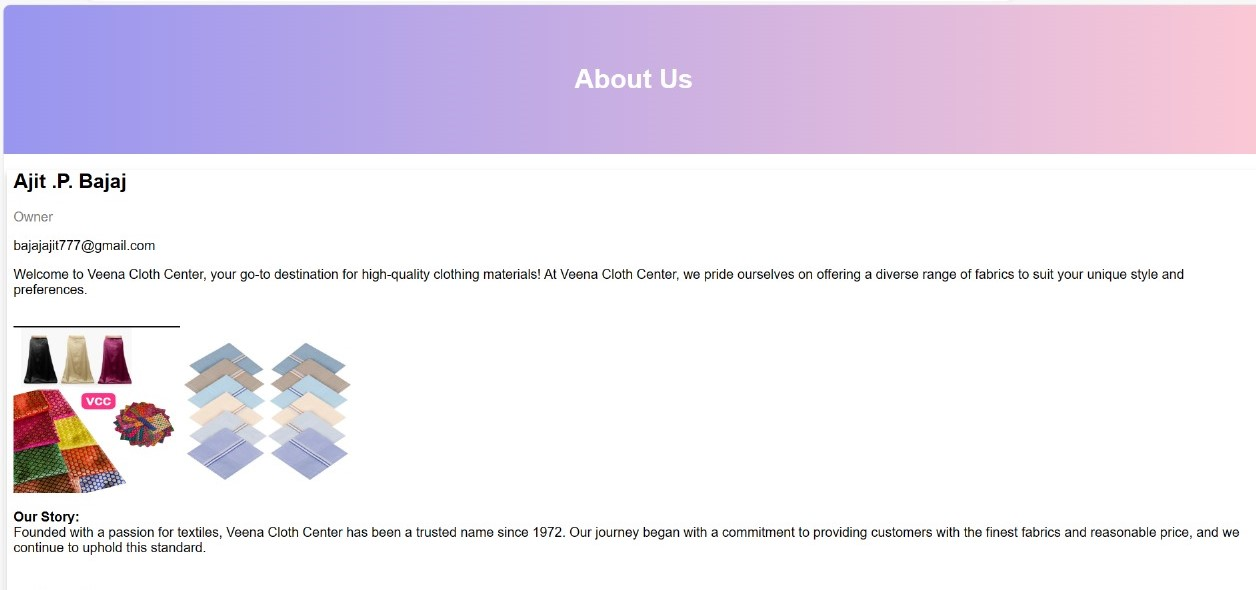 About Us
Ajit .P. Bajaj
Owner
bajajajit777@gmail.com
Welcome to Veena Cloth Center, your go-to destination for high-quality clothing materials! At Veena Cloth Center, we pride ourselves on offering a diverse range of fabrics to suit your unique style and
preferences.
VCC
Our Story:
Founded with a passion for textiles, Veena Cloth Center has been a trusted name since 1972. Our journey began with a commitment to providing customers with the finest fabrics and reasonable price, and we
continue to uphold this standard.